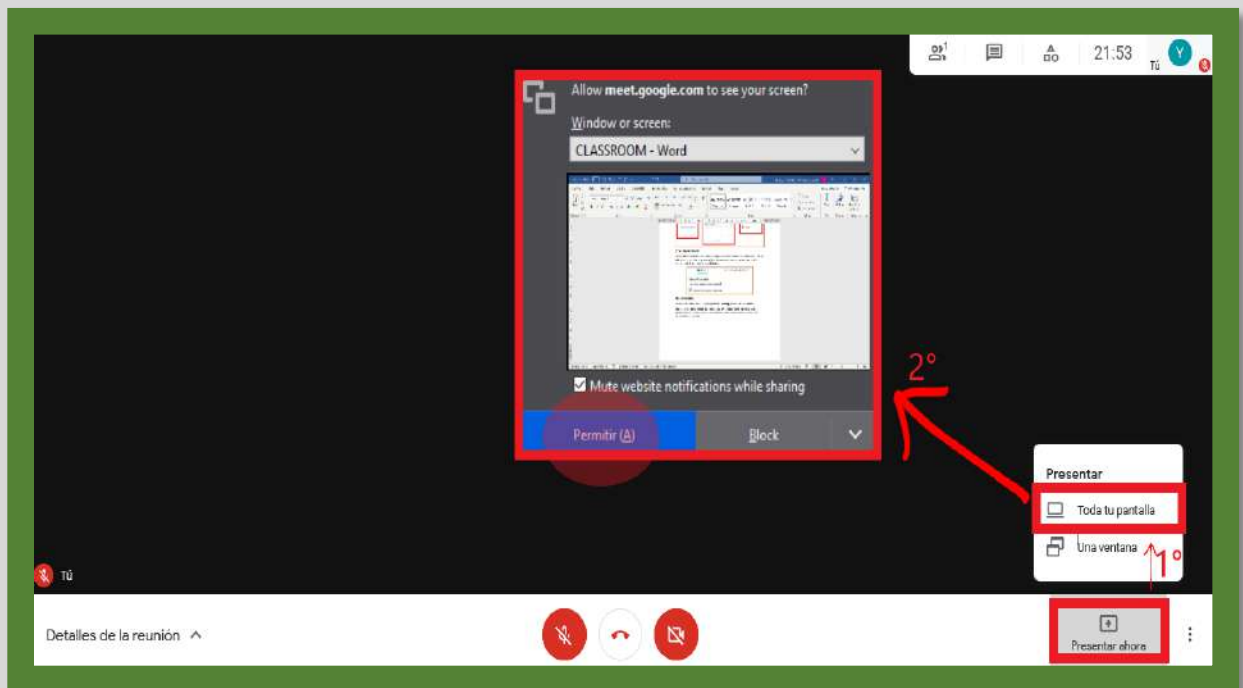 21:53
Tú
Y
1
Allow meet.google.com to see your screen?
Window or screen:
CLASSROOM - Word
Mute website notifications while sharing
Permitir (A)
Block
2°
Presentar
Toda tu pantalla
Una ventana
1°
Tú
Detalles de la reunión
Presentar ahora